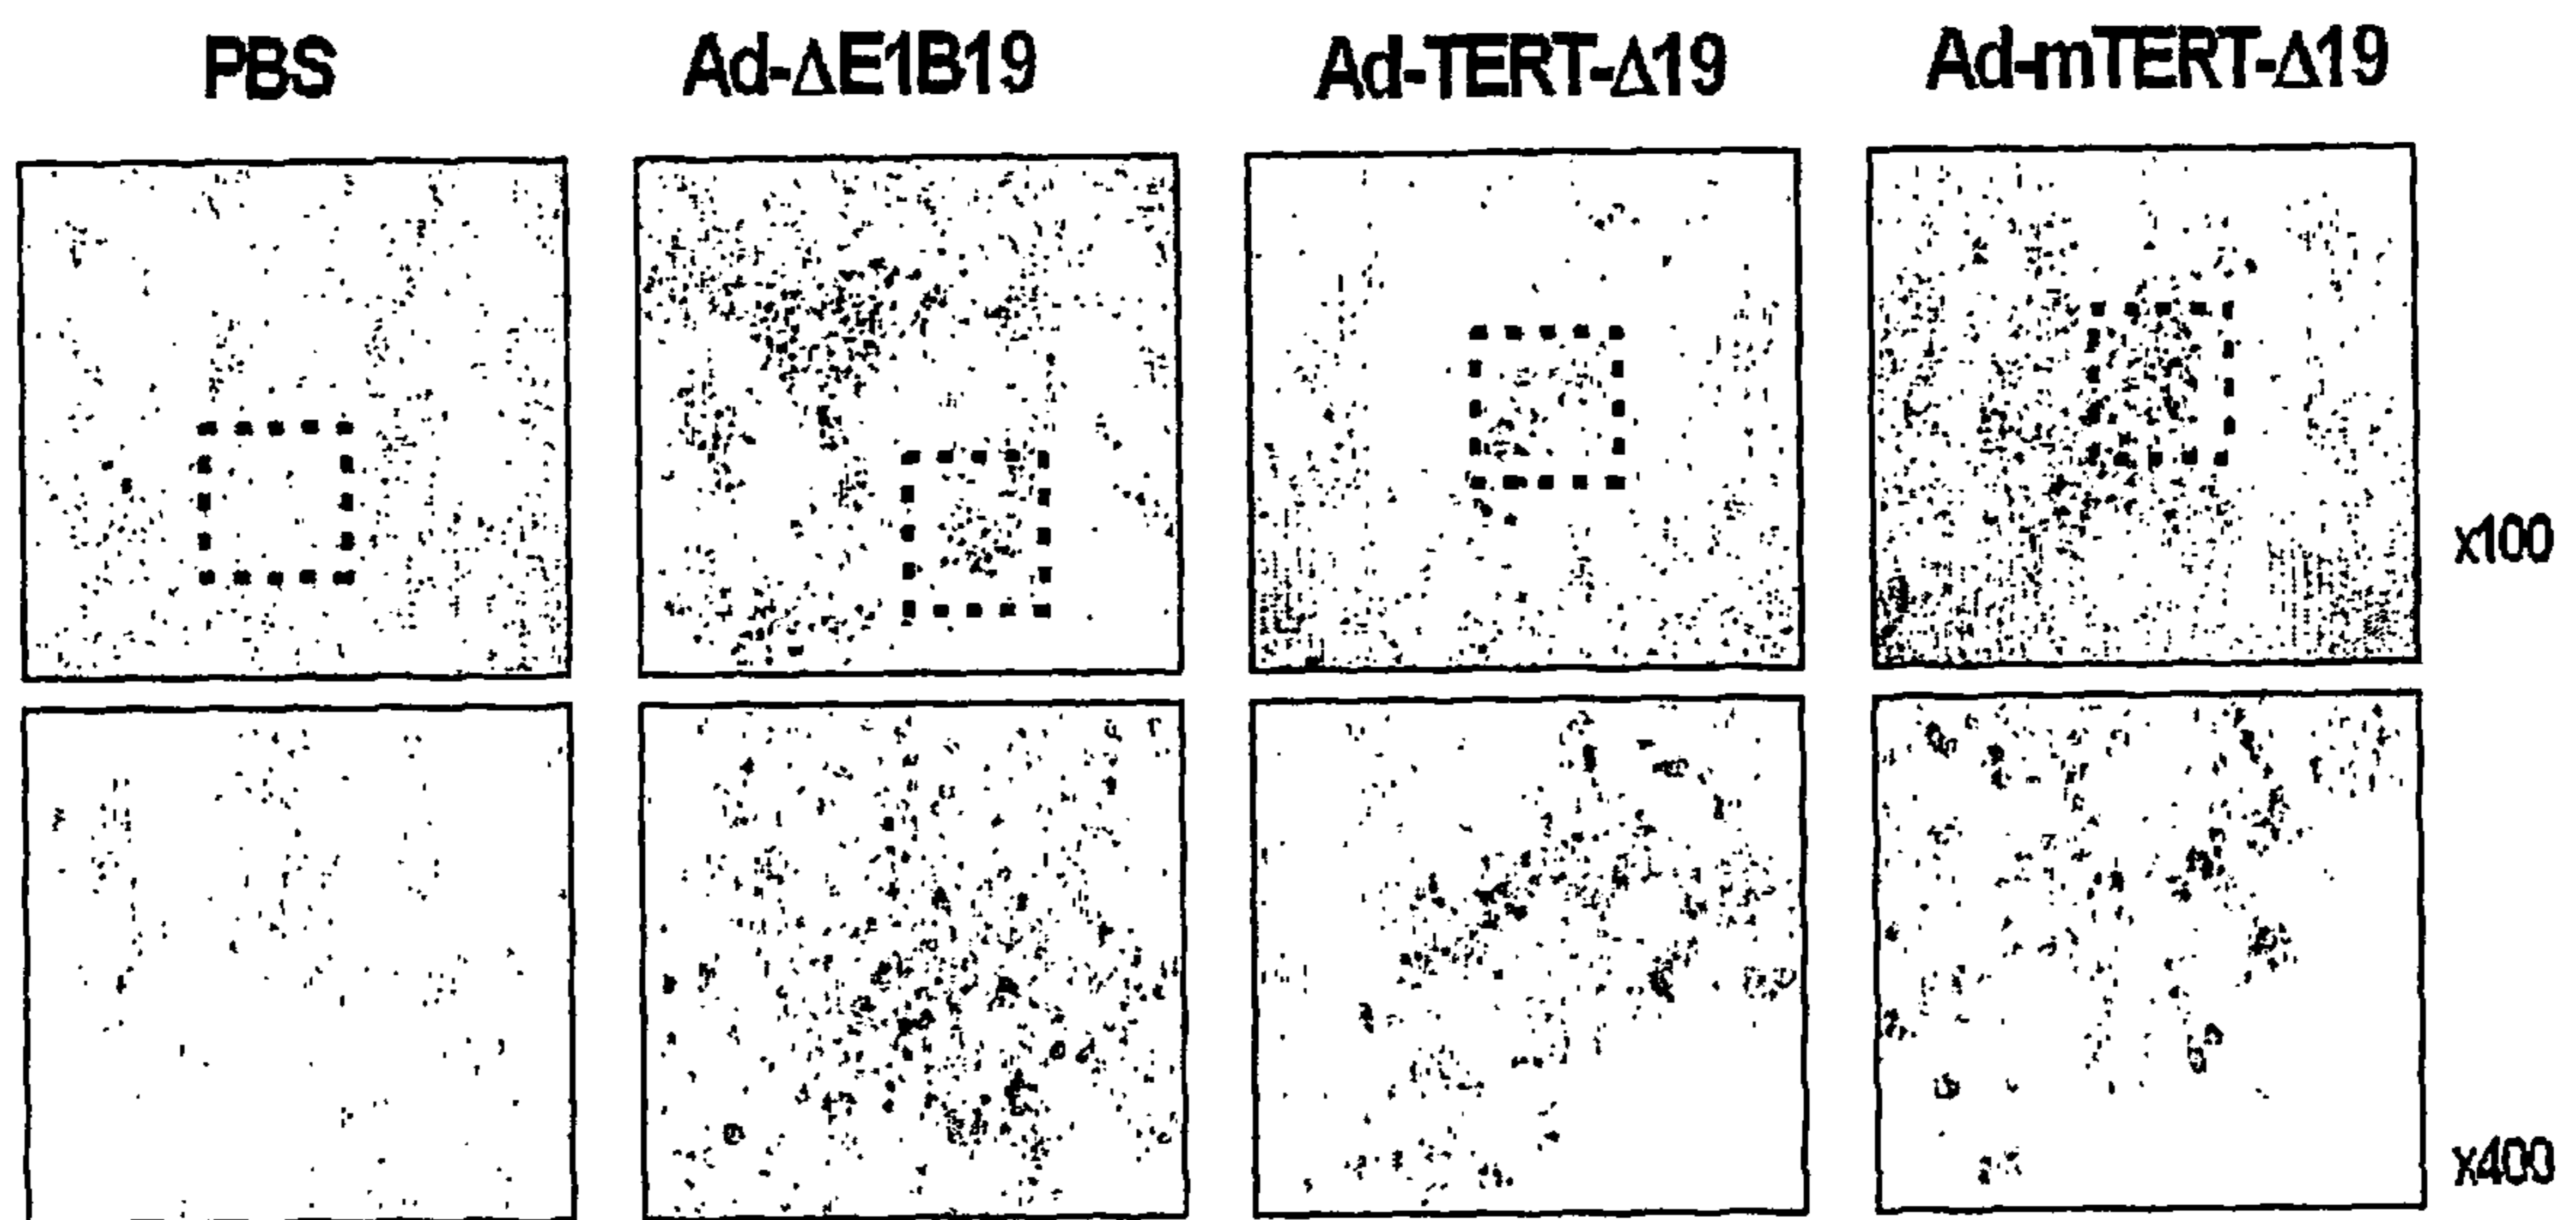 PBS Ad-ΔE1B19 Ad-TERT-Δ19 Ad-mTERT-Δ19
x100
x400